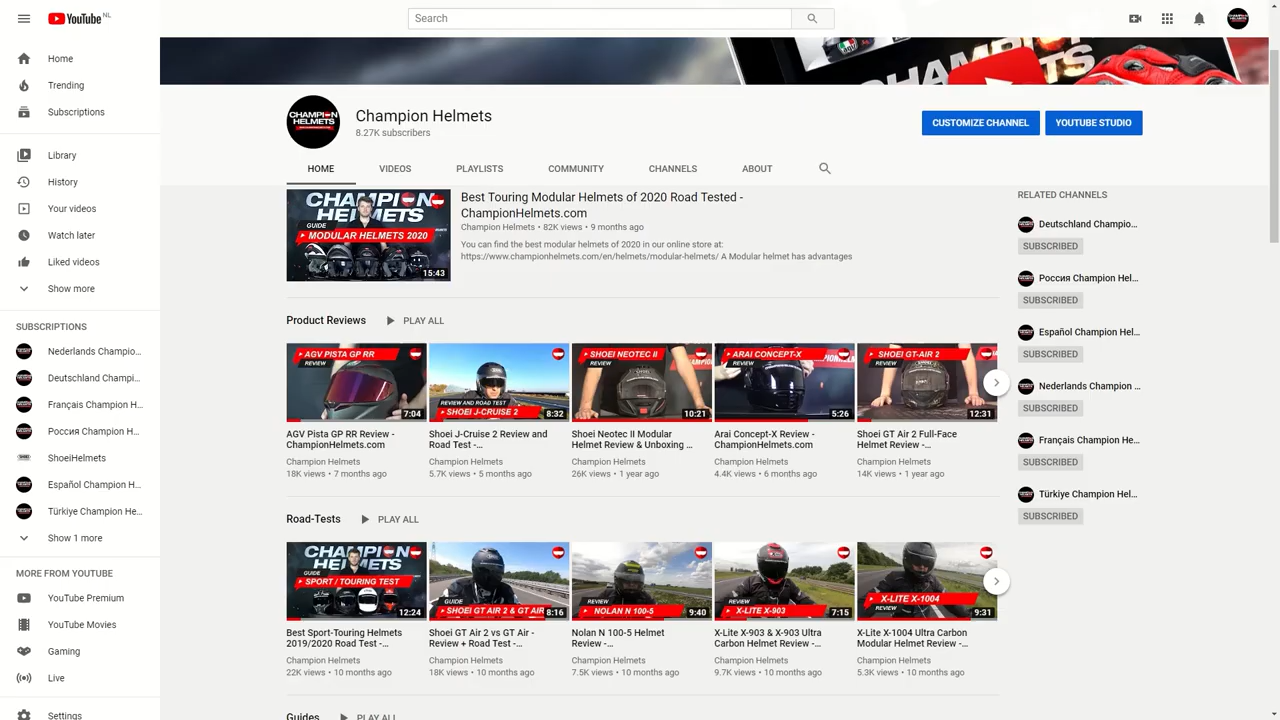 YouTube NL
Search
Home
Trending
Subscriptions
Library
History
Your videos
Watch later
Liked videos
Show more
SUBSCRIPTIONS
Nederlands Champio...
Deutschland Champi...
Français Champion H...
Россия Champion H...
ShoeiHelmets
Español Champion H...
Türkiye Champion He...
Show 1 more
MORE FROM YOUTUBE
YouTube Premium
YouTube Movies
Gaming
Live
Settings
CHAMPION
HELMETS
Champion Helmets
8.27K subscribers
CUSTOMIZE CHANNEL
YOUTUBE STUDIO
HOME
VIDEOS
PLAYLISTS
COMMUNITY
CHANNELS
ABOUT
CHAMPION
HELMETS
GUIDE
MODULAR HELMETS 2020
15:43
Best Touring Modular Helmets of 2020 Road Tested -
ChampionHelmets.com
Champion Helmets • 82K views • 9 months ago
You can find the best modular helmets of 2020 in our online store at:
https://www.championhelmets.com/en/helmets/modular-helmets/ A Modular helmet has advantages
Product Reviews
PLAY ALL
AGV PISTA GP RR
REVIEW
7:04
AGV Pista GP RR Review -
ChampionHelmets.com
Champion Helmets
18K views • 7 months ago
REVIEW AND ROAD TEST
SHOEI J-CRUISE 2
8:32
Shoei J-Cruise 2 Review and
Road Test -...
Champion Helmets
5.7K views • 5 months ago
SHOEI NEOTEC II
REVIEW
10:21
Shoei Neotec II Modular
Helmet Review & Unboxing ...
Champion Helmets
26K views • 1 year ago
ARAI CONCEPT-X
REVIEW
5:26
Arai Concept-X Review -
ChampionHelmets.com
Champion Helmets
4.4K views • 6 months ago
SHOEI GT-AIR 2
REVIEW
12:31
Shoei GT Air 2 Full-Face
Helmet Review -...
Champion Helmets
14K views • 1 year ago
Road-Tests
PLAY ALL
CHAMPION
HELMETS
GUIDE
SPORT / TOURING TEST
12:24
Best Sport-Touring Helmets
2019/2020 Road Test -...
Champion Helmets
22K views • 10 months ago
GUIDE
SHOEI GT AIR 2 & GT AIR
8:16
Shoei GT Air 2 vs GT Air -
Review + Road Test -...
Champion Helmets
18K views • 10 months ago
REVIEW
NOLAN N 100-5
9:40
Nolan N 100-5 Helmet
Review -...
Champion Helmets
7.5K views • 10 months ago
REVIEW
X-LITE X-903
7:15
X-Lite X-903 & X-903 Ultra
Carbon Helmet Review -...
Champion Helmets
9.7K views • 10 months ago
X-LITE X-1004
REVIEW
9:31
X-Lite X-1004 Ultra Carbon
Modular Helmet Review -...
Champion Helmets
5.3K views • 10 months ago
Guides
PLAY ALL
RELATED CHANNELS
Deutschland Champio...
SUBSCRIBED
Россия Champion Hel...
SUBSCRIBED
Español Champion Hel...
SUBSCRIBED
Nederlands Champion ...
SUBSCRIBED
Français Champion He...
SUBSCRIBED
Türkiye Champion Hel...
SUBSCRIBED